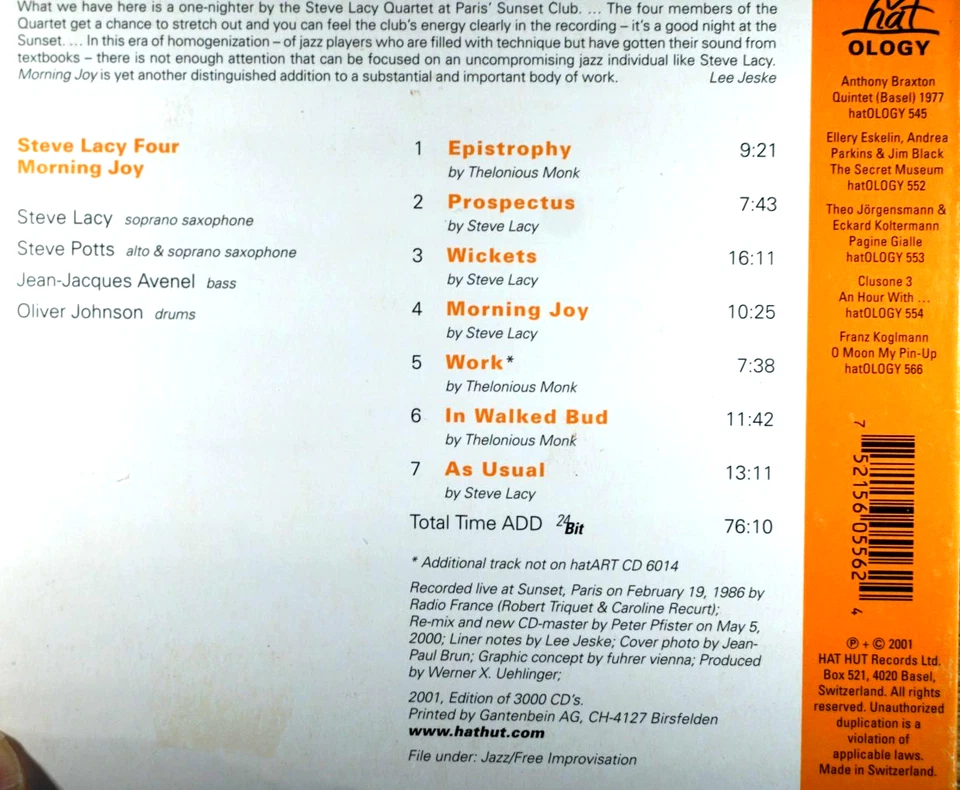 What we have here is a one-nighter by the Steve Lacy Quartet at Paris' Sunset Club. ... The four members of the
Quartet get a chance to stretch out and you can feel the club's energy clearly in the recording – it's a good night at the
Sunset. ... In this era of homogenization – of jazz players who are filled with technique but have gotten their sound from
textbooks – there is not enough attention that can be focused on an uncompromising jazz individual like Steve Lacy.
Morning Joy is yet another distinguished addition to a substantial and important body of work. Lee Jeske
Steve Lacy Four
Morning Joy
Steve Lacy soprano saxophone
Steve Potts alto & soprano saxophone
Jean-Jacques Avenel bass
Oliver Johnson drums
1 Epistrophy 9:21
by Thelonious Monk
2 Prospectus 7:43
by Steve Lacy
3 Wickets 16:11
by Steve Lacy
4 Morning Joy 10:25
by Steve Lacy
5 Work* 7:38
by Thelonious Monk
6 In Walked Bud 11:42
by Thelonious Monk
7 As Usual 13:11
by Steve Lacy
Total Time ADD 24Bit 76:10
* Additional track not on hatART CD 6014
Recorded live at Sunset, Paris on February 19, 1986 by
Radio France (Robert Triquet & Caroline Recurt);
Re-mix and new CD-master by Peter Pfister on May 5,
2000; Liner notes by Lee Jeske; Cover photo by Jean-
Paul Brun; Graphic concept by fuhrer vienna; Produced
by Werner X. Uehlinger;
2001, Edition of 3000 CD's.
Printed by Gantenbein AG, CH-4127 Birsfelden
www.hathut.com
File under: Jazz/Free Improvisation
hat
OLOGY
Anthony Braxton
Quintet (Basel) 1977
hatOLOGY 545
Ellery Eskelin, Andrea
Parkins & Jim Black
The Secret Museum
hatOLOGY 552
Theo Jörgensmann &
Eckard Koltermann
Pagine Gialle
hatOLOGY 553
Clusone 3
An Hour With ...
hatOLOGY 554
Franz Koglmann
O Moon My Pin-Up
hatOLOGY 566
7 52156 05562 4
℗ + © 2001
HAT HUT Records Ltd.
Box 521, 4020 Basel,
Switzerland. All rights
reserved. Unauthorized
duplication is a
violation of
applicable laws.
Made in Switzerland.